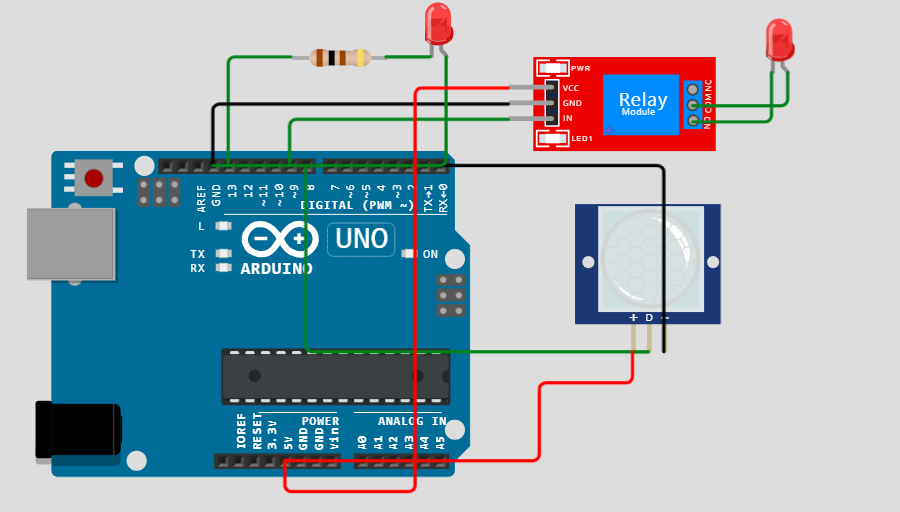 PWR
VCC
GND
IN
LED1
Relay
Module
NO COM NC
AREF
GND
13
12
~11
~10
~9
8
7
~6
~5
4
~3
2
TX→1
RX←0
DIGITAL (PWM ~)
L
TX
RX
ARDUINO
UNO
ON
+ D -
IOREF
RESET
3.3V
5V
GND
GND
Vin
POWER
A0
A1
A2
A3
A4
A5
ANALOG IN